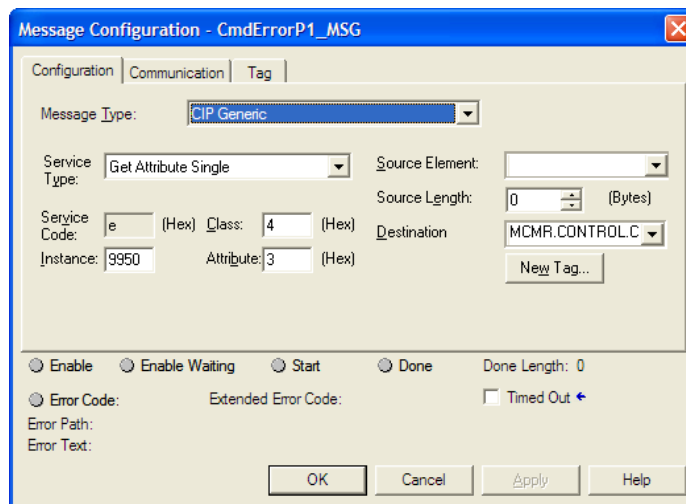 Message Configuration - CmdErrorP1_MSG
Configuration Communication Tag
Message Type: CIP Generic
Service Type: Get Attribute Single
Source Element:
Source Length: 0 (Bytes)
Service Code: e (Hex) Class: 4 (Hex)
Destination MCMR.CONTROL.C
Instance: 9950 Attribute: 3 (Hex)
New Tag...
Enable Enable Waiting Start Done Done Length: 0
Error Code: Extended Error Code: Timed Out
Error Path:
Error Text:
OK Cancel Apply Help